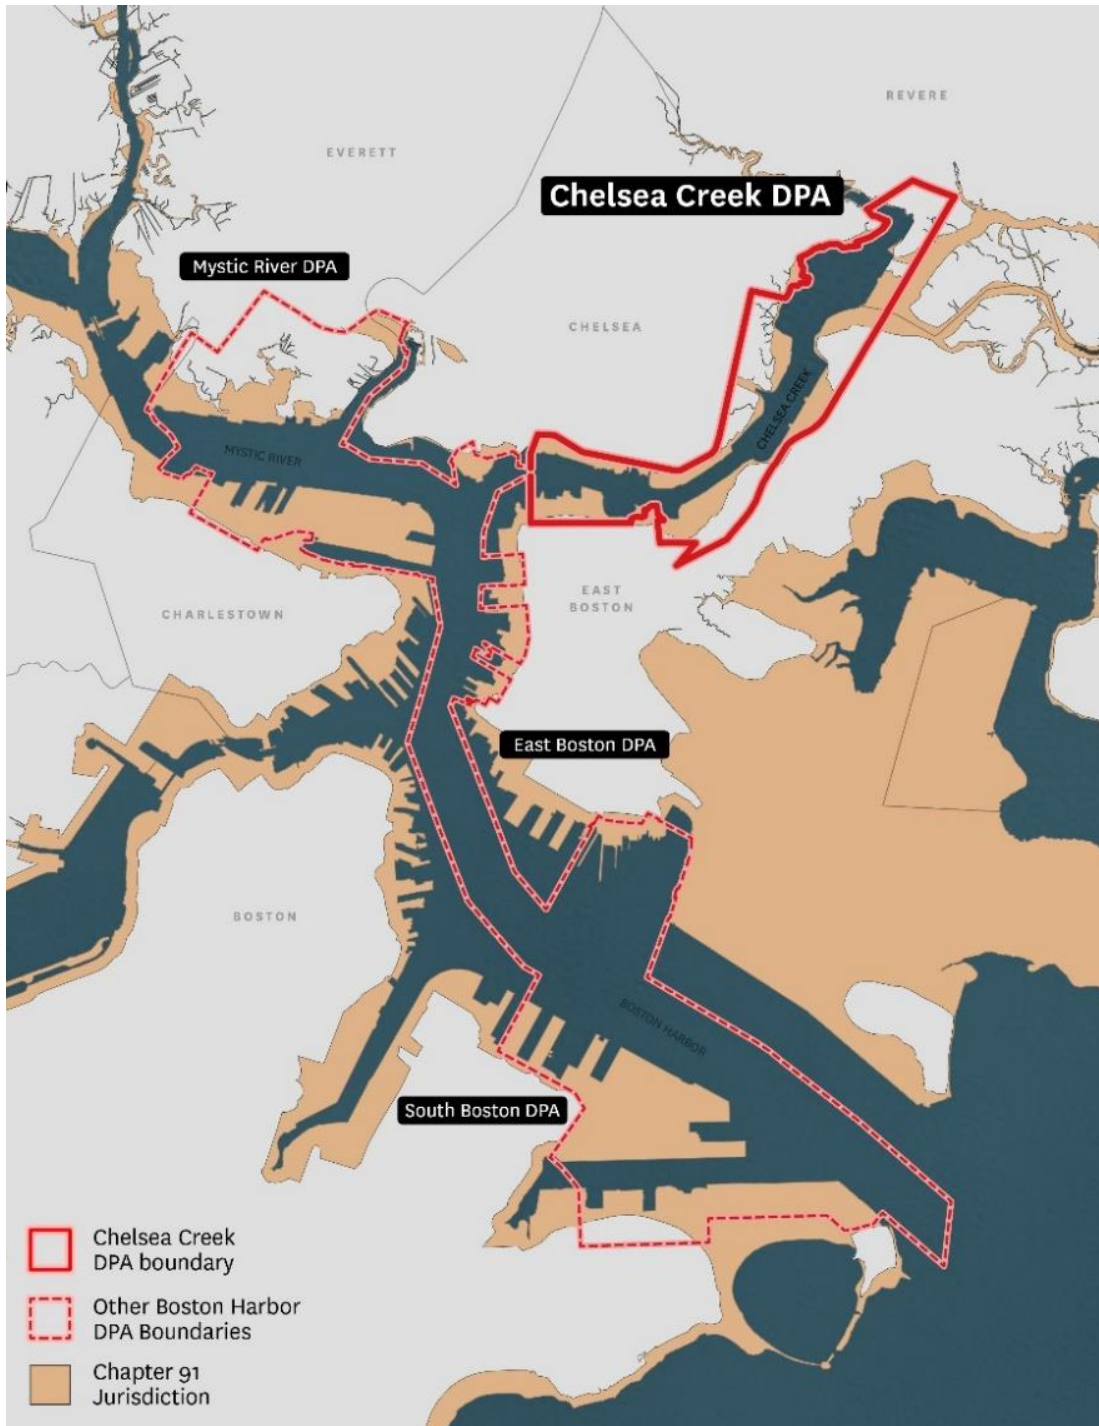 REVERE
EVERETT
Chelsea Creek DPA
Mystic River DPA
CHELSEA
CHELSEA CREEK
MYSTIC RIVER
EAST
BOSTON
CHARLESTOWN
East Boston DPA
BOSTON
BOSTON HARBOR
South Boston DPA
Chelsea Creek
DPA boundary
Other Boston Harbor
DPA Boundaries
Chapter 91
Jurisdiction